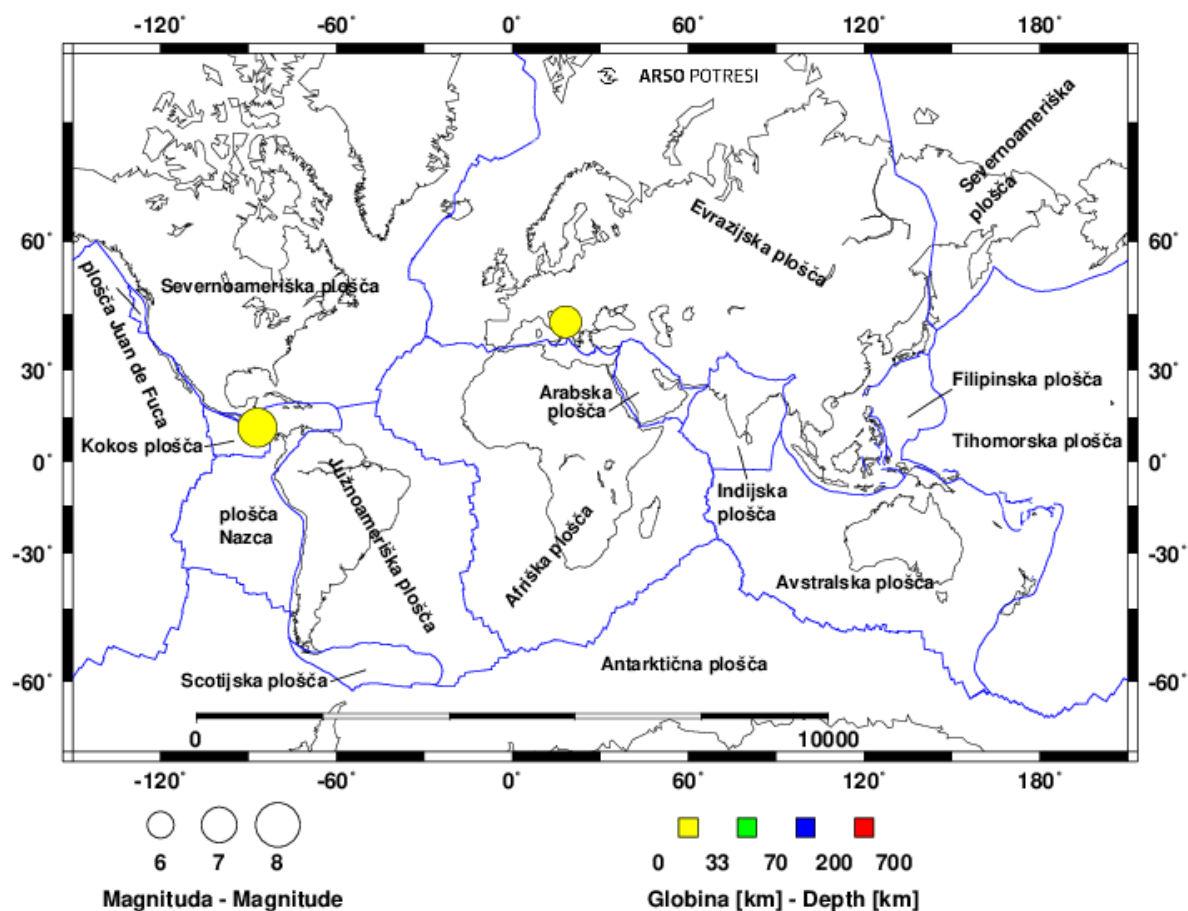 -120° -60° 0° 60° 120° 180°
ARSO POTRESI
Severnoameriška
plošča
Evrazijska plošča
60° 60°
plošča Juan de Fuca
Severnoameriška plošča
30° 30°
Arabska
plošča
Filipinska plošča
Kokos plošča
Tihomorska plošča
0° 0°
Južnoameriška plošča
Indijska
plošča
plošča
Nazca
Afriška plošča
-30° -30°
Avstralska plošča
Antarktična plošča
Scotijska plošča
-60° -60°
0 10000
-120° -60° 0° 60° 120° 180°
6 7 8
0 33 70 200 700
Magnituda - Magnitude
Globina [km] - Depth [km]